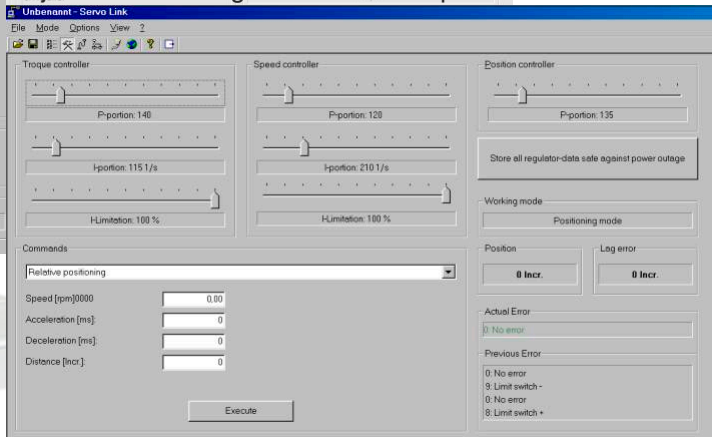 Unbenannt - Servo Link
File Mode Options View ?
Troque controller
P-portion: 140
I-portion: 115 1/s
I-Limitation: 100 %
Speed controller
P-portion: 120
I-portion: 210 1/s
I-Limitation: 100 %
Position controller
P-portion: 135
Store all regulator-data safe against power outage
Working mode
Positioning mode
Commands
Relative positioning
Speed [rpm]0000 0,00
Acceleration [ms]: 0
Deceleration [ms]: 0
Distance [Incr.]: 0
Execute
Position
0 Incr.
Lag error
0 Incr.
Actual Error
0: No error
Previous Error
0: No error
9: Limit switch -
0: No error
8: Limit switch +